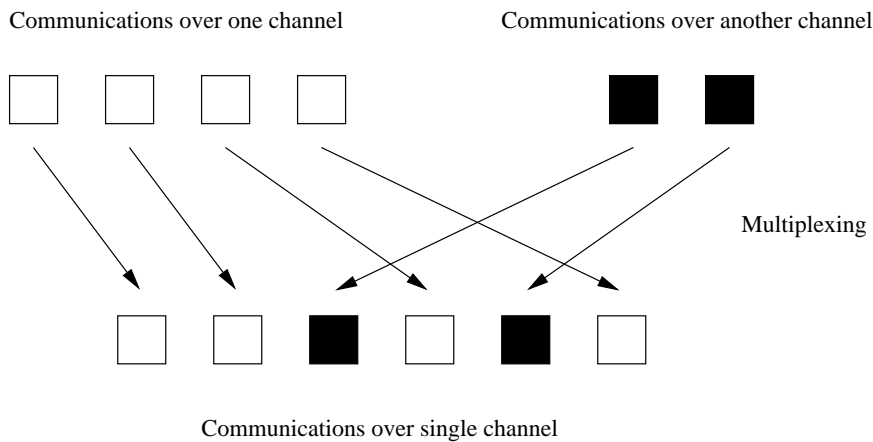 Communications over one channel
Communications over another channel
Multiplexing
Communications over single channel